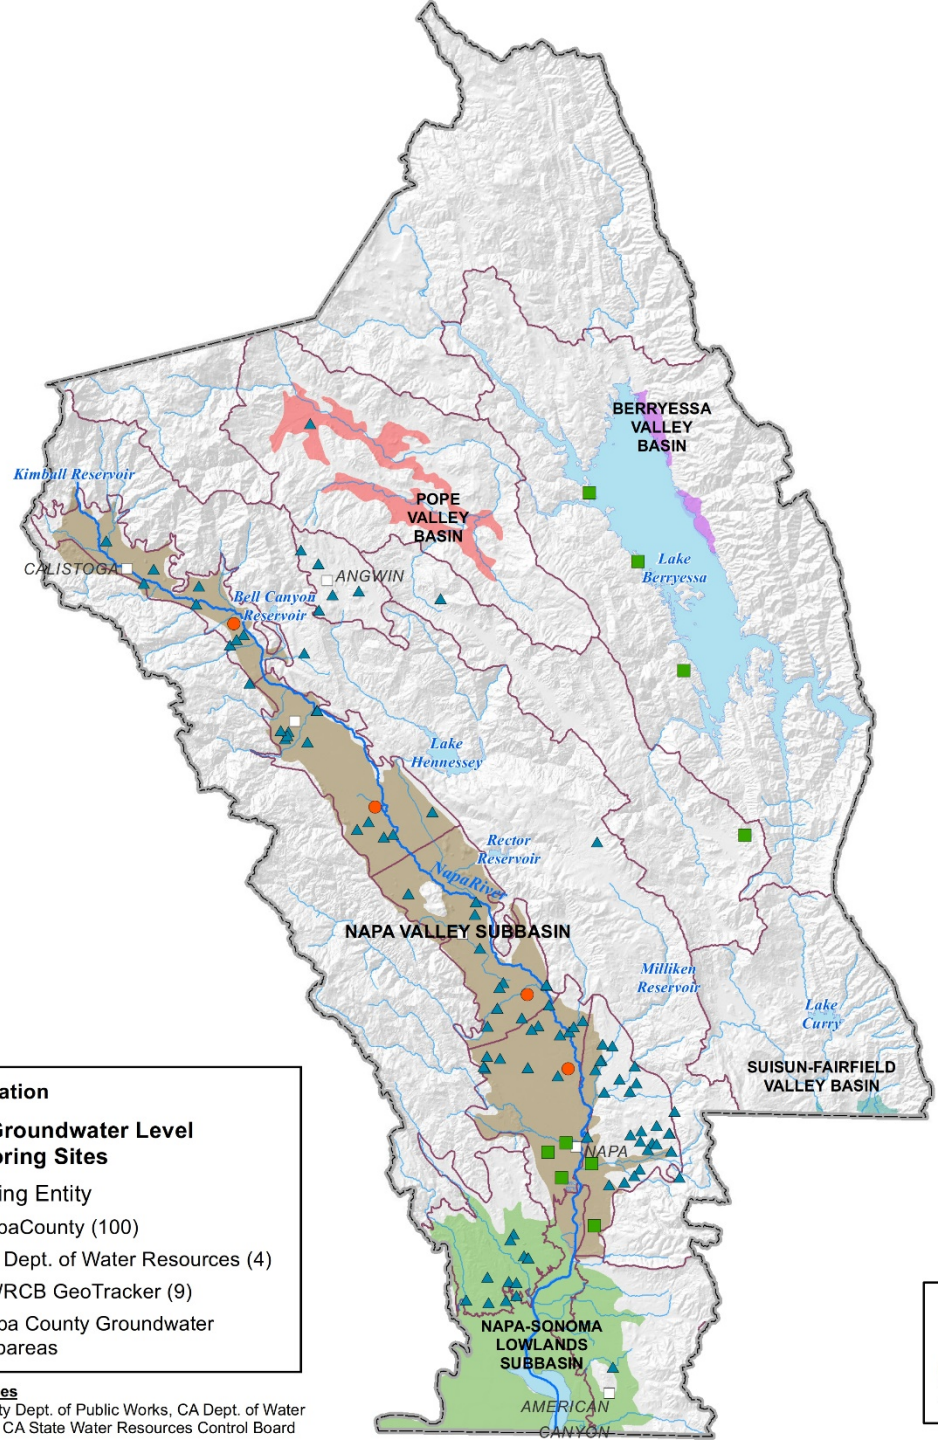 BERRYESSA
VALLEY
BASIN
Kimball Reservoir
POPE
VALLEY
BASIN
CALISTOGA
ANGWIN
Lake
Berryessa
Bell Canyon
Reservoir
Lake
Hennessey
Rector
Reservoir
NapaRiver
NAPA VALLEY SUBBASIN
Milliken
Reservoir
Lake
Curry
SUISUN-FAIRFIELD
VALLEY BASIN
NAPA
NAPA-SONOMA
LOWLANDS
SUBBASIN
AMERICAN
CANYON
ation
Groundwater Level
oring Sites
ing Entity
paCounty (100)
Dept. of Water Resources (4)
WRCB GeoTracker (9)
pa County Groundwater
bareas
es
ty Dept. of Public Works, CA Dept. of Water
CA State Water Resources Control Board